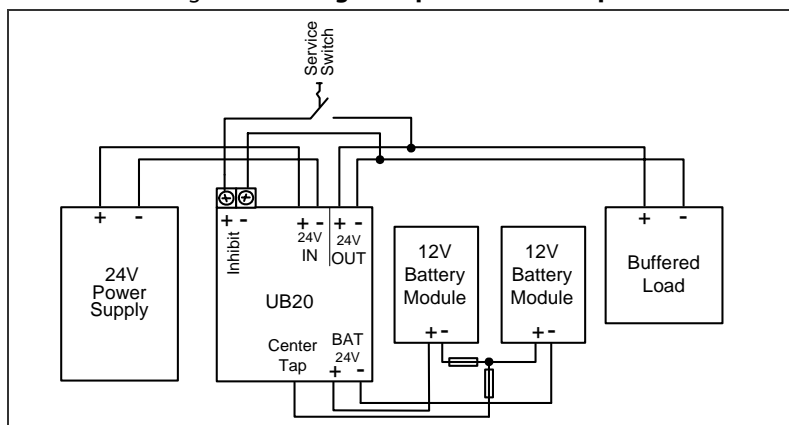 Service
Switch
+ -
24V
Power
Supply
+ -
Inhibit
+ -
24V
IN
+ -
24V
OUT
UB20
Center
Tap
BAT
24V
+ -
12V
Battery
Module
+ -
12V
Battery
Module
+ -
+ -
Buffered
Load